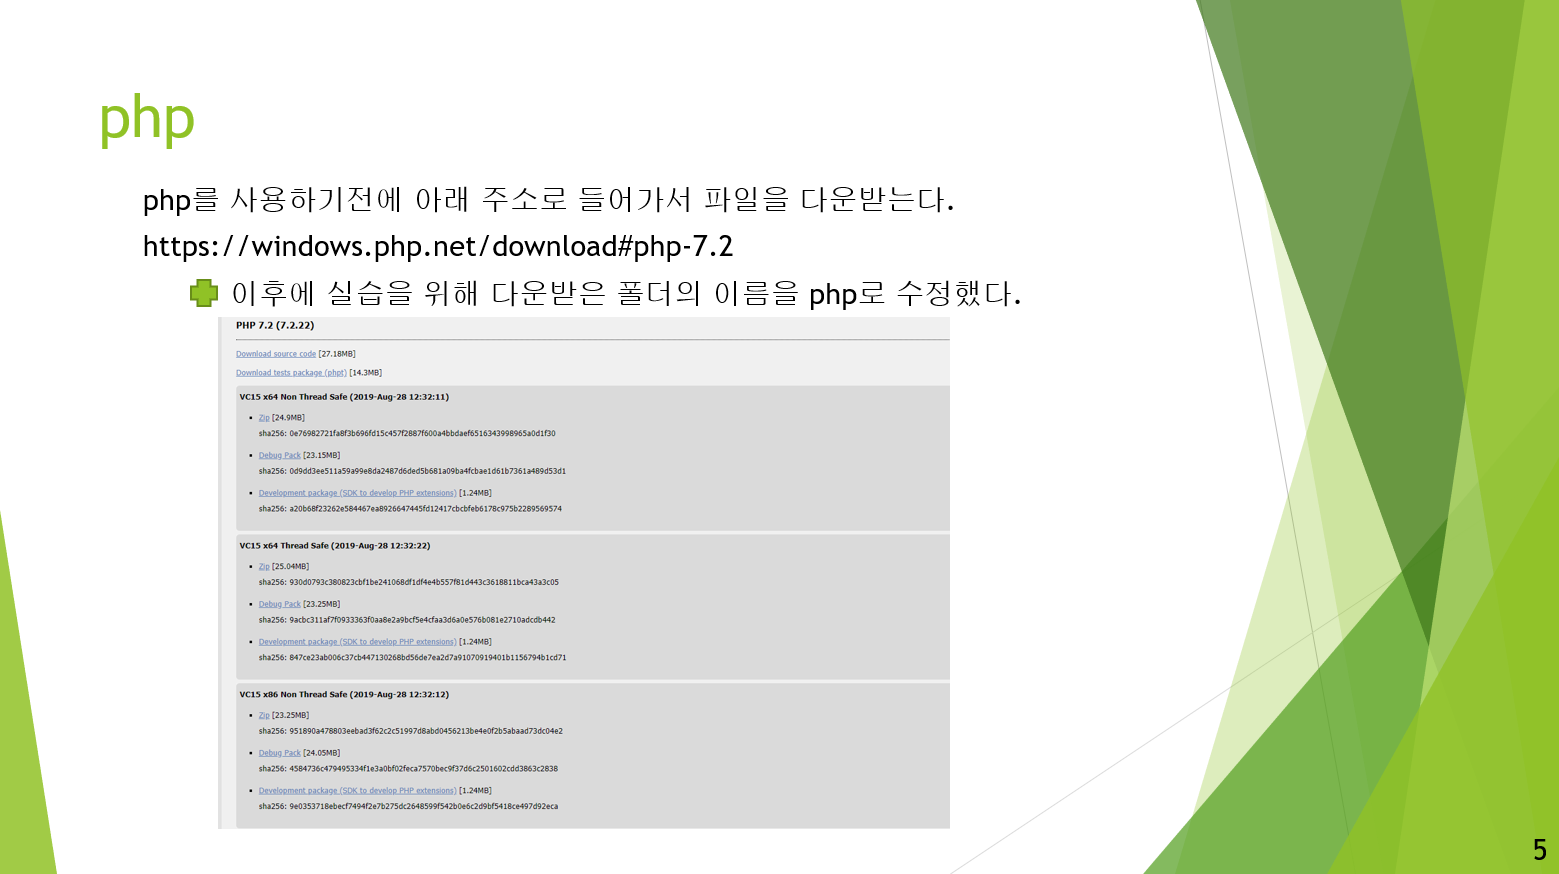 php
php를 사용하기전에 아래 주소로 들어가서 파일을 다운받는다.
https://windows.php.net/download#php-7.2
이후에 실습을 위해 다운받은 폴더의 이름을 php로 수정했다.
PHP 7.2 (7.2.22)
Download source code [27.18MB]
Download tests package (phpt) [14.3MB]
VC15 x64 Non Thread Safe (2019-Aug-28 12:32:11)
Zip [24.9MB]
sha256: 0e76982721fa8f3b696fd15c457f2887f600a4bbdaef6516343998965a0d1f30
Debug Pack [23.15MB]
sha256: 0d9dd3ee511a59a99e8da2487d6ded5b681a09ba4fcbae1d61b7361a489d53d1
Development package (SDK to develop PHP extensions) [1.24MB]
sha256: a20b68f23262e584467ea8926647445fd12417cbcbfeb6178c975b2289569574
VC15 x64 Thread Safe (2019-Aug-28 12:32:22)
Zip [25.04MB]
sha256: 930d0793c380823cbf1be241068df1df4e4b557f81d443c3618811bca43a3c05
Debug Pack [23.25MB]
sha256: 9acbc311af7f0933363f0aa8e2a9bcf5e4cfaa3d6a0e576b081e2710adcdb442
Development package (SDK to develop PHP extensions) [1.24MB]
sha256: 847ce23ab006c37cb447130268bd56de7ea2d7a91070919401b1156794b1cd71
VC15 x86 Non Thread Safe (2019-Aug-28 12:32:12)
Zip [23.25MB]
sha256: 951890a478803eebad3f62c2c51997d8abd0456213be4e0f2b5abaad73dc04e2
Debug Pack [24.05MB]
sha256: 4584736c479495334f1e3a0bf02feca7570bec9f37d6c2501602cdd3863c2838
Development package (SDK to develop PHP extensions) [1.24MB]
sha256: 9e0353718ebecf7494f2e7b275dc2648599f542b0e6c2d9bf5418ce497d92eca
5